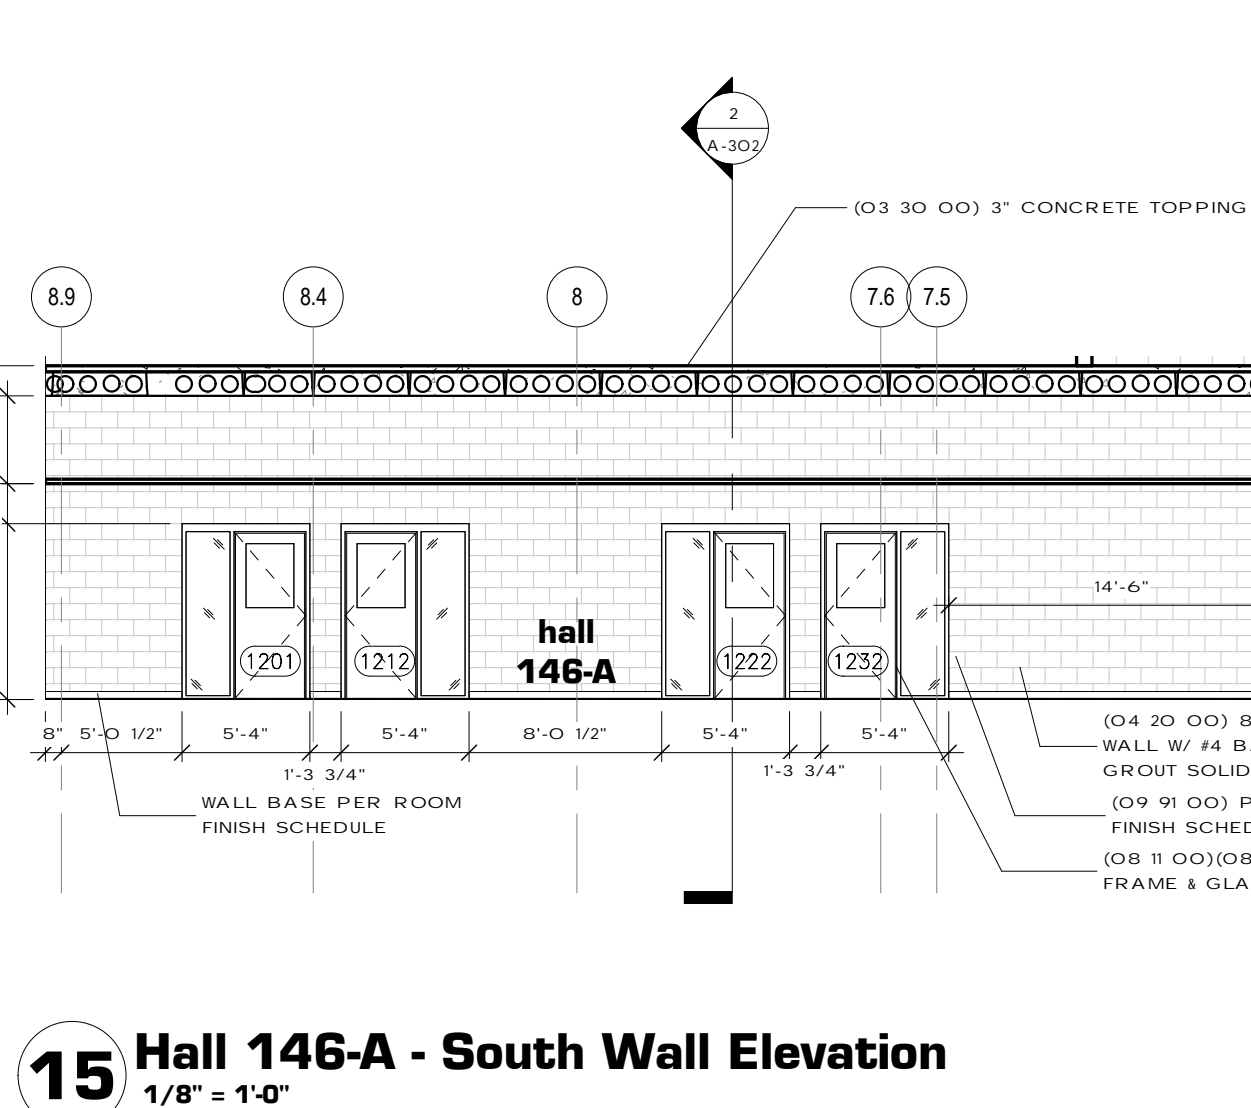 2
A-302
(03 30 00) 3" CONCRETE TOPPING
8.9
8.4
8
7.6
7.5
14'-6"
hall
146-A
1201
1212
1222
1232
8"
5'-0 1/2"
5'-4"
5'-4"
8'-0 1/2"
5'-4"
5'-4"
1'-3 3/4"
1'-3 3/4"
(04 20 00) 8
WALL W/ #4 B
GROUT SOLID
WALL BASE PER ROOM
FINISH SCHEDULE
(09 91 00) P
FINISH SCHED
(08 11 00)(08
FRAME & GLA
15
Hall 146-A - South Wall Elevation
1/8" = 1'-0"